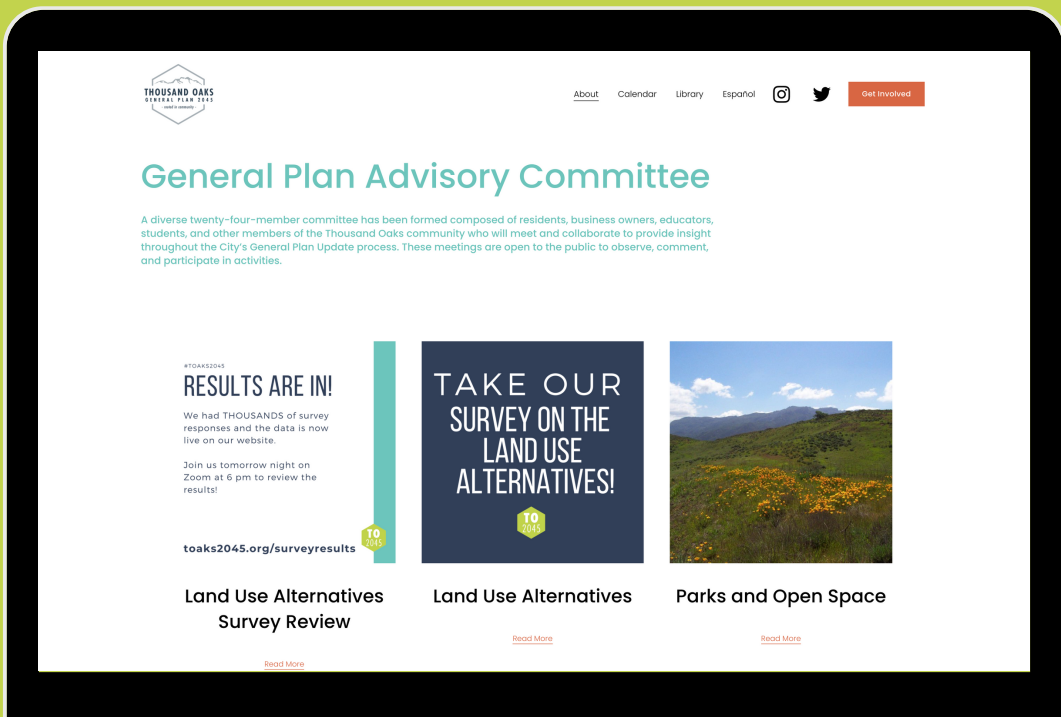 THOUSAND OAKS
GENERAL PLAN 2045
- rooted in community -
About
Calendar
Library
Español
Get Involved
General Plan Advisory Committee
A diverse twenty-four-member committee has been formed composed of residents, business owners, educators,
students, and other members of the Thousand Oaks community who will meet and collaborate to provide insight
throughout the City's General Plan Update process. These meetings are open to the public to observe, comment,
and participate in activities.
#TOAKS2045
RESULTS ARE IN!
We had THOUSANDS of survey
responses and the data is now
live on our website.
Join us tomorrow night on
Zoom at 6 pm to review the
results!
toaks2045.org/surveyresults
TO
2045
TAKE OUR
SURVEY ON THE
LAND USE
ALTERNATIVES!
TO
2045
Land Use Alternatives
Survey Review
Read More
Land Use Alternatives
Read More
Parks and Open Space
Read More